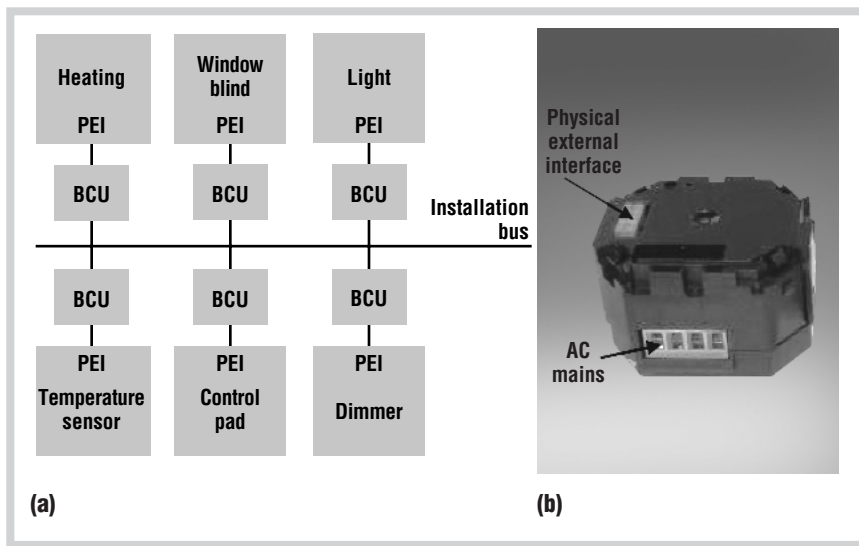 Heating
PEI
Window
blind
PEI
Light
PEI
BCU
BCU
BCU
Installation
bus
BCU
BCU
BCU
PEI
Temperature
sensor
PEI
Control
pad
PEI
Dimmer
(a)
Physical
external
interface
AC
mains
(b)